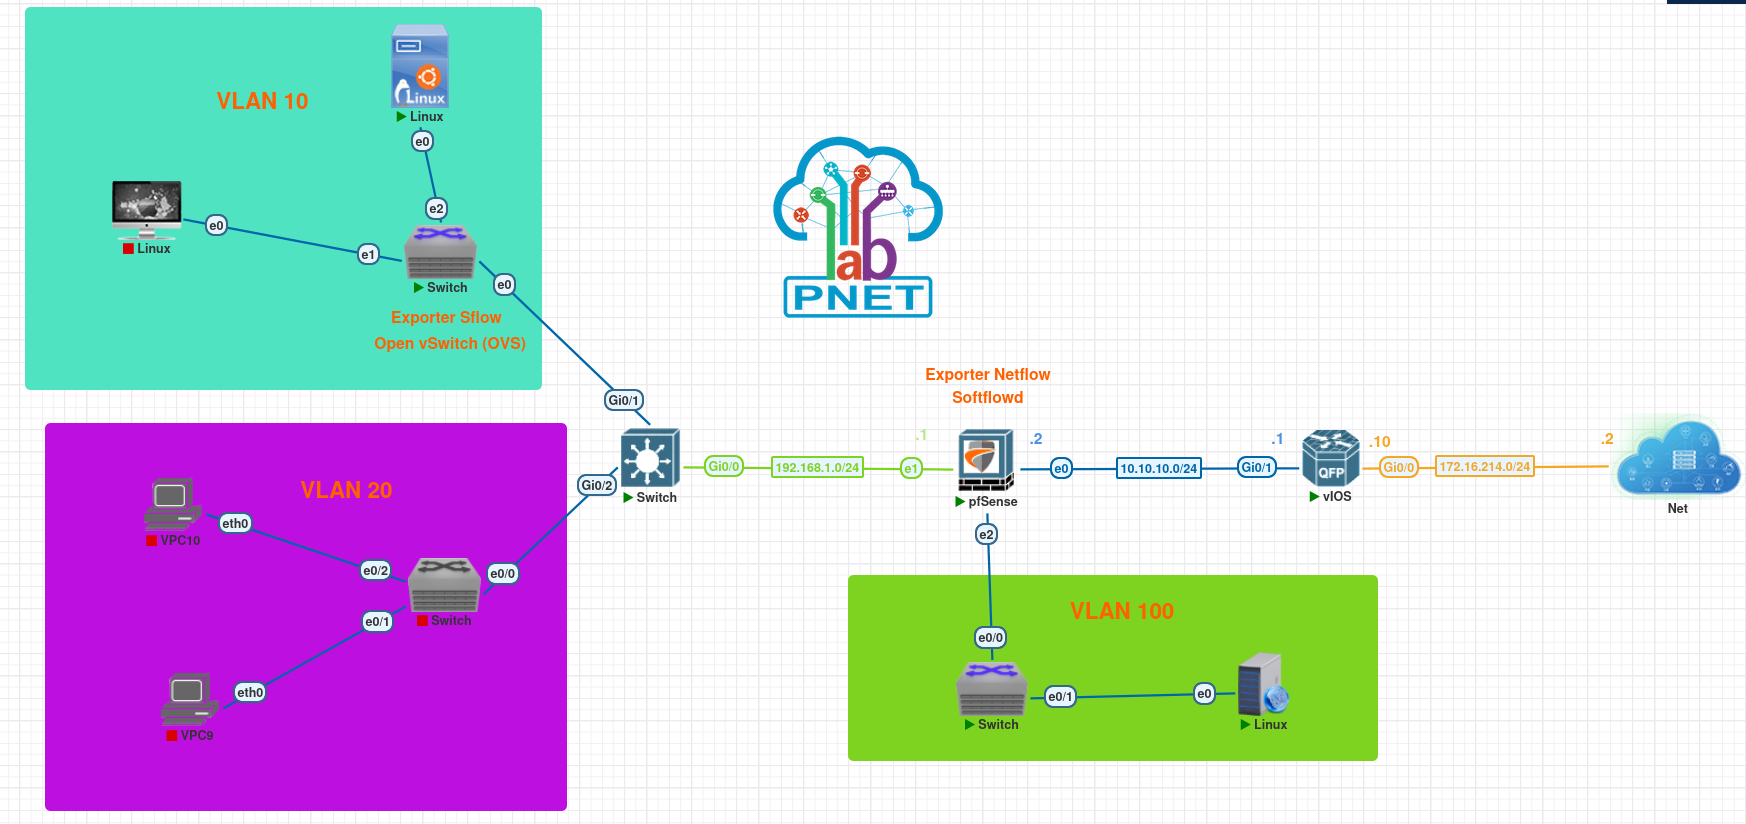 VLAN 10
Linux
Linux
e0
e2
e0
e1
Linux
Switch
e0
Exporter Sflow
Open vSwitch (OVS)
Gi0/1
lab
PNET
Exporter Netflow
Softflowd
VLAN 20
VPC10
eth0
e0/2
e0/0
Switch
e0/1
eth0
VPC9
Gi0/2
Switch
Gi0/0
192.168.1.0/24
e1
.1
pfSense
.2
e0
10.10.10.0/24
Gi0/1
.1
QFP
vIOS
.10
Gi0/0
172.16.214.0/24
.2
Net
e2
VLAN 100
e0/0
Switch
e0/1
e0
Linux